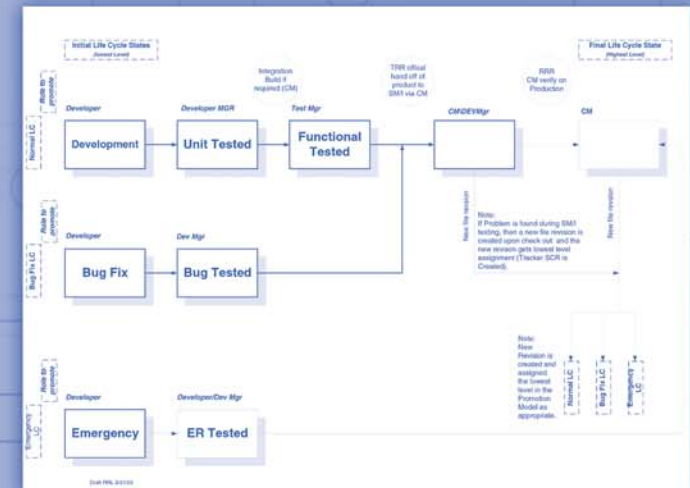 Initial Life Cycle States
(lowest Level)
Final Life Cycle State
(Highest Level)
Integration
Build if
required (CM)
TRR official
hand off of
product to
SM/I via CM
RRR
CM verify on
Production
Role to
promote
Normal LC
Developer
Developer MGR
Test Mgr
CM\DEVMgr
CM
Development
Unit Tested
Functional
Tested
New file revision
Note:
If Problem is found during SM/I
testing, then a new file revision is
created upon check out and the
new revison gets lowest level
assignment (Tracker SCR is
Created).
New file revision
Role to
promote
Bug Fix LC
Developer
Dev Mgr
Bug Fix
Bug Tested
Note:
New
Revision is
created and
assigned
the lowest
level in the
Promotion
Model as
appropriate.
Normal LC
Bug Fix LC
Emergency
LC
Role to
promote
Emergency
LC
Developer
Developer/Dev Mgr
Emergency
ER Tested